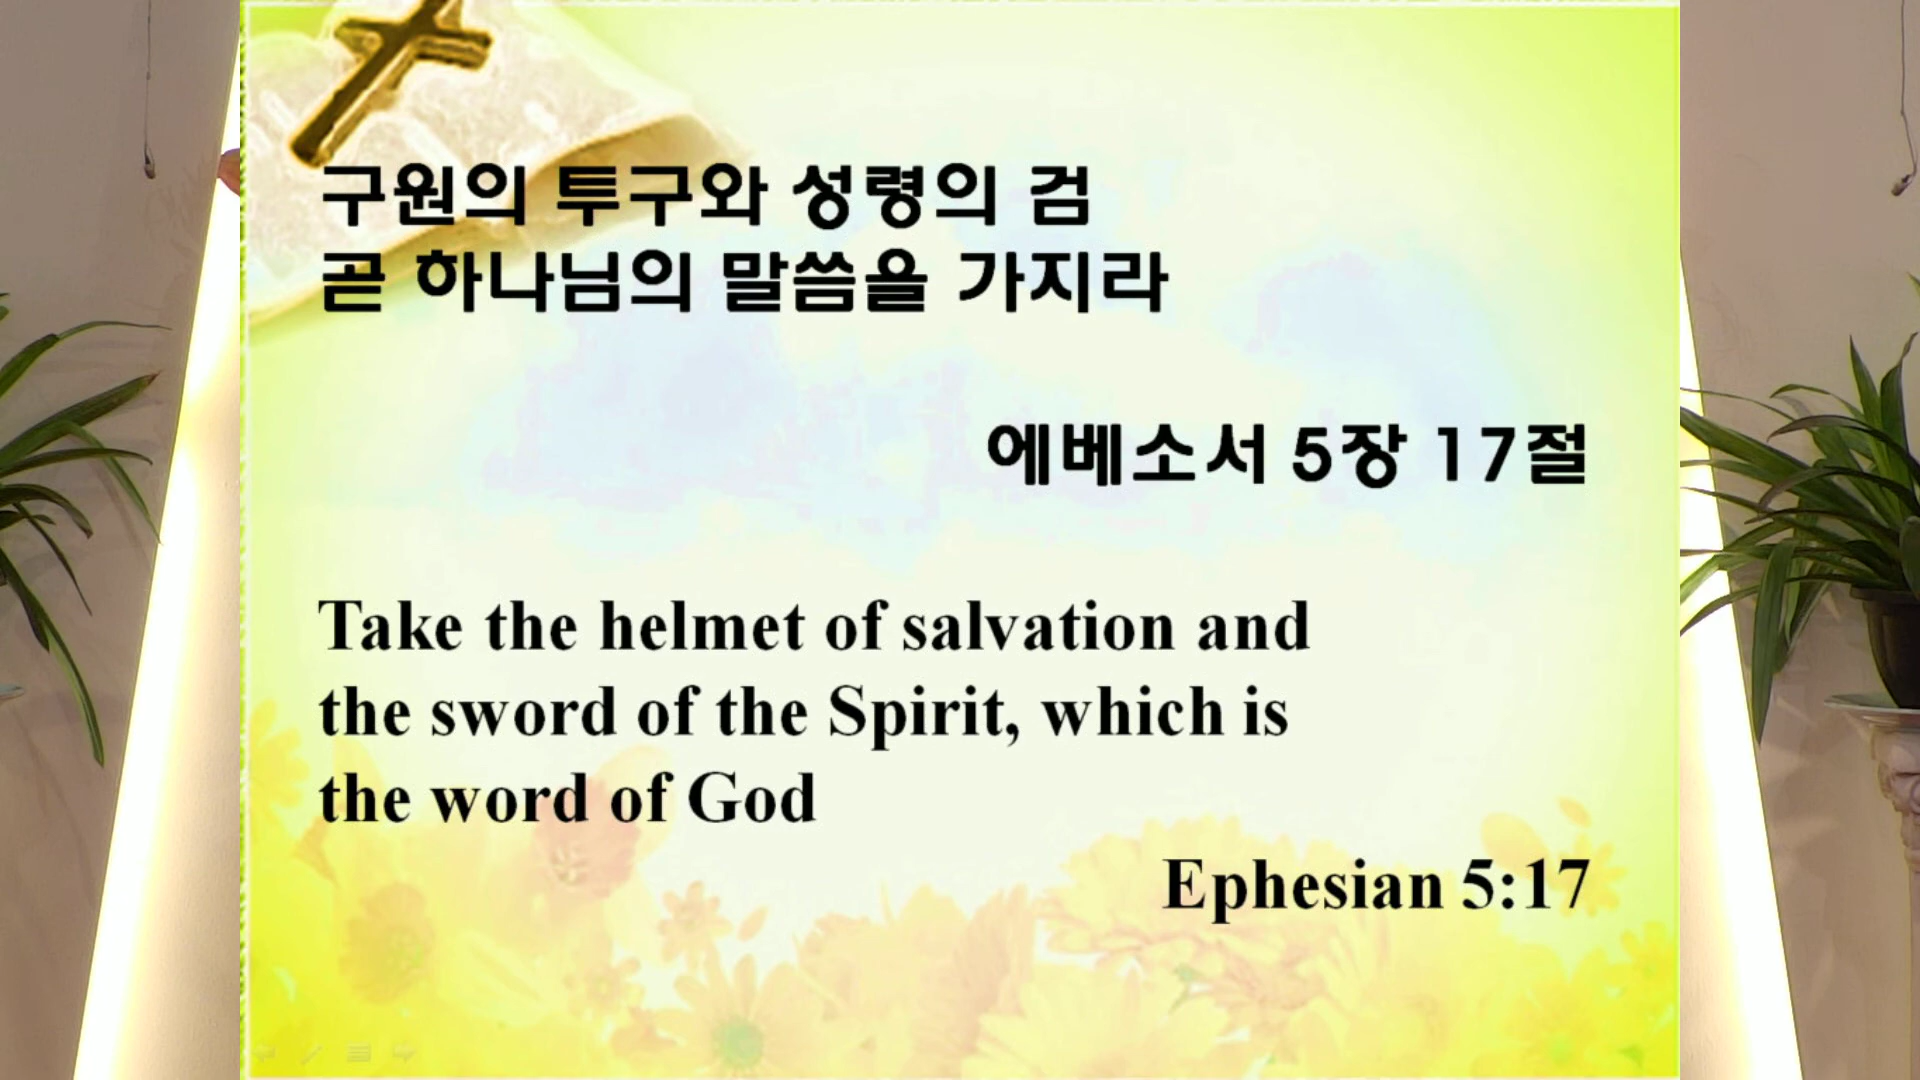 구원의 투구와 성령의 검
곧 하나님의 말씀을 가지라
에베소서 5장 17절
Take the helmet of salvation and
the sword of the Spirit, which is
the word of God
Ephesian 5:17